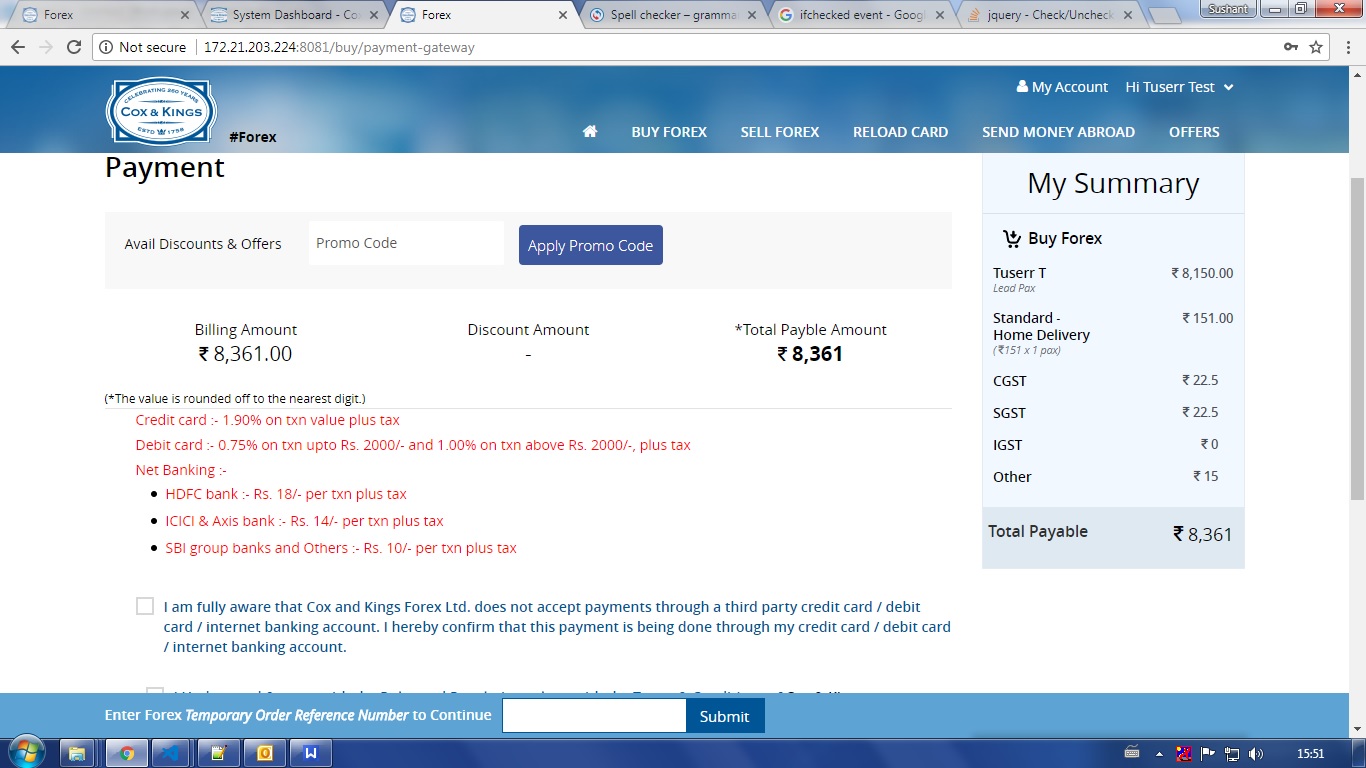 Forex
System Dashboard - Co
Forex
Spell checker – gramma
ifchecked event - Goog
jquery - Check/Uncheck
Sushant
Not secure
172.21.203.224:8081/buy/payment-gateway
CELEBRATING 260 YEARS
COX & KINGS
ESTD 1758
#Forex
My Account
Hi Tuserr Test
BUY FOREX
SELL FOREX
RELOAD CARD
SEND MONEY ABROAD
OFFERS
Payment
Avail Discounts & Offers
Promo Code
Apply Promo Code
Billing Amount
₹ 8,361.00
Discount Amount
-
*Total Payble Amount
₹ 8,361
(*The value is rounded off to the nearest digit.)
Credit card :- 1.90% on txn value plus tax
Debit card :- 0.75% on txn upto Rs. 2000/- and 1.00% on txn above Rs. 2000/-, plus tax
Net Banking :-
HDFC bank :- Rs. 18/- per txn plus tax
ICICI & Axis bank :- Rs. 14/- per txn plus tax
SBI group banks and Others :- Rs. 10/- per txn plus tax
I am fully aware that Cox and Kings Forex Ltd. does not accept payments through a third party credit card / debit
card / internet banking account. I hereby confirm that this payment is being done through my credit card / debit card
/ internet banking account.
My Summary
Buy Forex
Tuserr T ₹ 8,150.00
Lead Pax
Standard - ₹ 151.00
Home Delivery
(₹151 x 1 pax)
CGST ₹ 22.5
SGST ₹ 22.5
IGST ₹ 0
Other ₹ 15
Total Payable ₹ 8,361
Enter Forex Temporary Order Reference Number to Continue
Submit
15:51